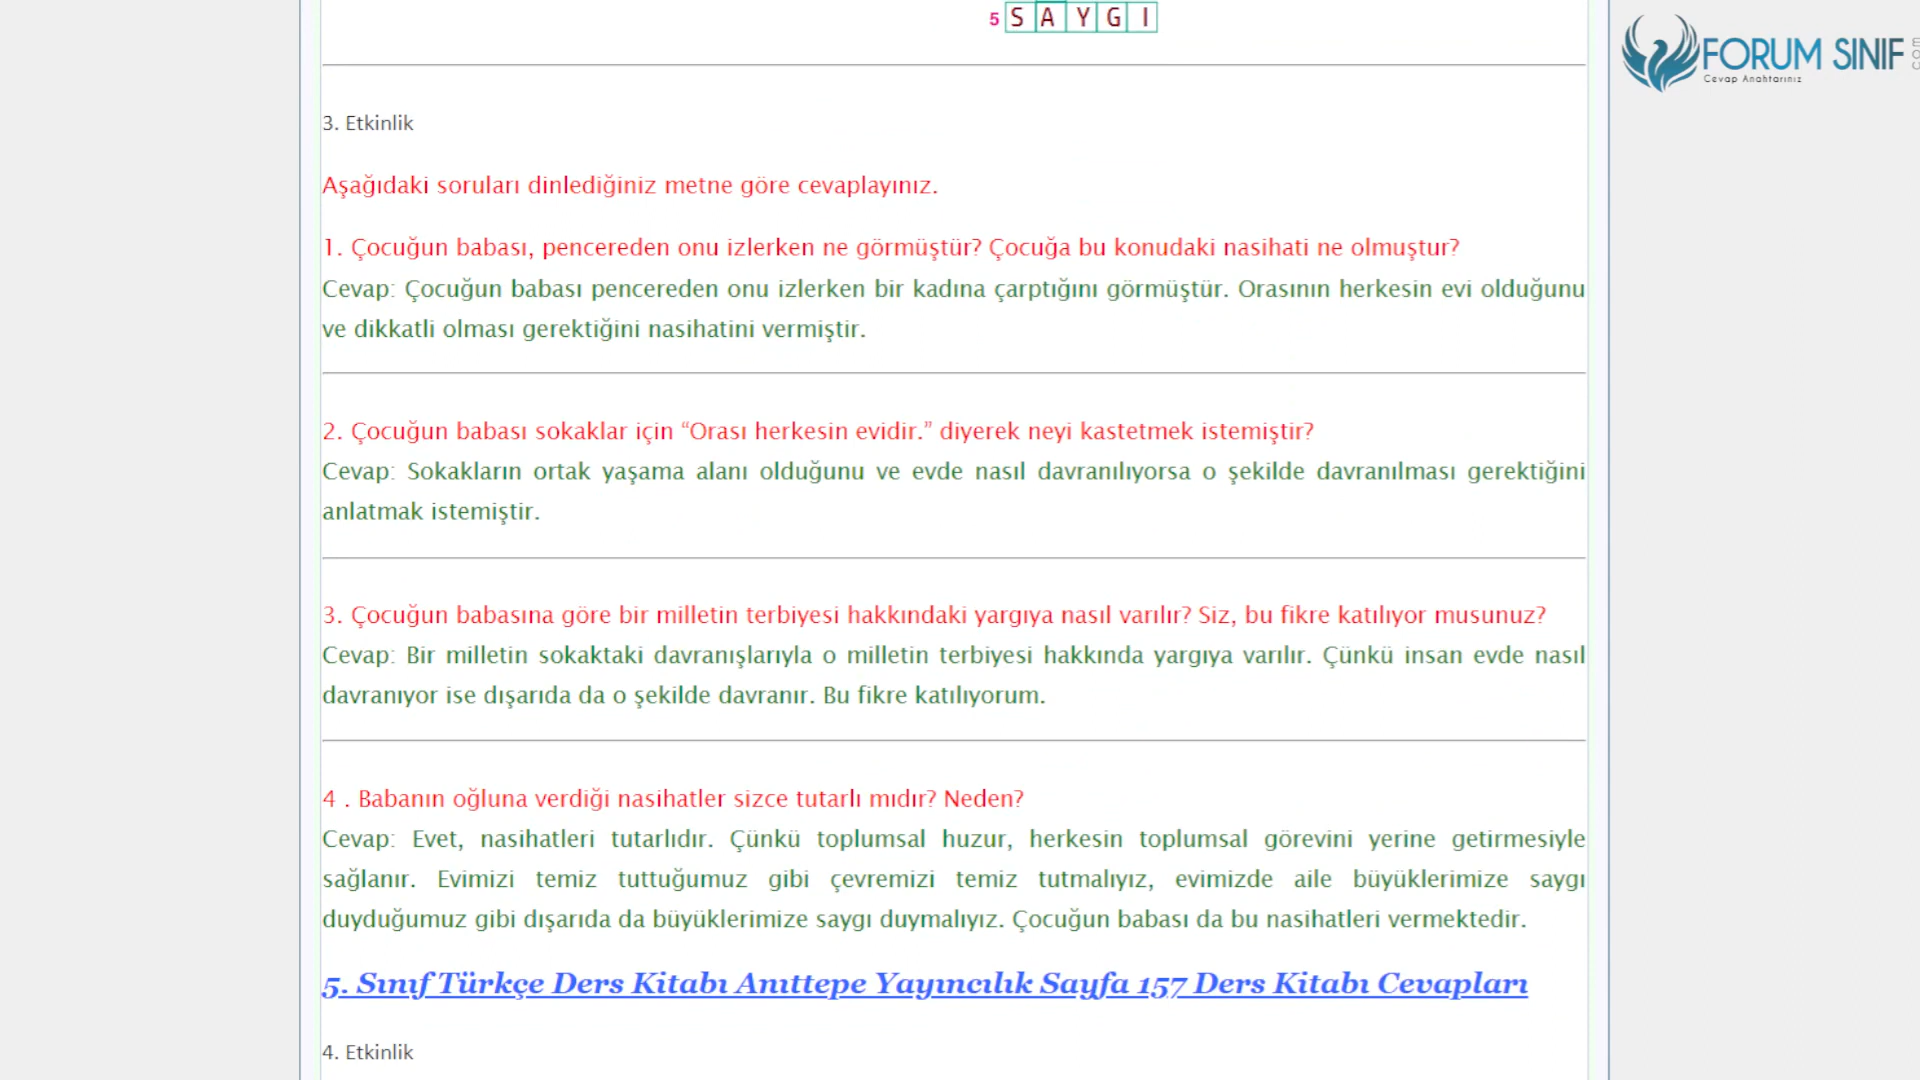 5 SAYGI
FORUM SINIF com
Cevap Anahtarınız
3. Etkinlik
Aşağıdaki soruları dinlediğiniz metne göre cevaplayınız.
1. Çocuğun babası, pencereden onu izlerken ne görmüştür? Çocuğa bu konudaki nasihati ne olmuştur?
Cevap: Çocuğun babası pencereden onu izlerken bir kadına çarptığını görmüştür. Orasının herkesin evi olduğunu
ve dikkatli olması gerektiğini nasihatini vermiştir.
2. Çocuğun babası sokaklar için “Orası herkesin evidir.” diyerek neyi kastetmek istemiştir?
Cevap: Sokakların ortak yaşama alanı olduğunu ve evde nasıl davranılıyorsa o şekilde davranılması gerektiğini
anlatmak istemiştir.
3. Çocuğun babasına göre bir milletin terbiyesi hakkındaki yargıya nasıl varılır? Siz, bu fikre katılıyor musunuz?
Cevap: Bir milletin sokaktaki davranışlarıyla o milletin terbiyesi hakkında yargıya varılır. Çünkü insan evde nasıl
davranıyor ise dışarıda da o şekilde davranır. Bu fikre katılıyorum.
4 . Babanın oğluna verdiği nasihatler sizce tutarlı mıdır? Neden?
Cevap: Evet, nasihatleri tutarlıdır. Çünkü toplumsal huzur, herkesin toplumsal görevini yerine getirmesiyle
sağlanır. Evimizi temiz tuttuğumuz gibi çevremizi temiz tutmalıyız, evimizde aile büyüklerimize saygı
duyduğumuz gibi dışarıda da büyüklerimize saygı duymalıyız. Çocuğun babası da bu nasihatleri vermektedir.
5. Sınıf Türkçe Ders Kitabı Anıttepe Yayıncılık Sayfa 157 Ders Kitabı Cevapları
4. Etkinlik